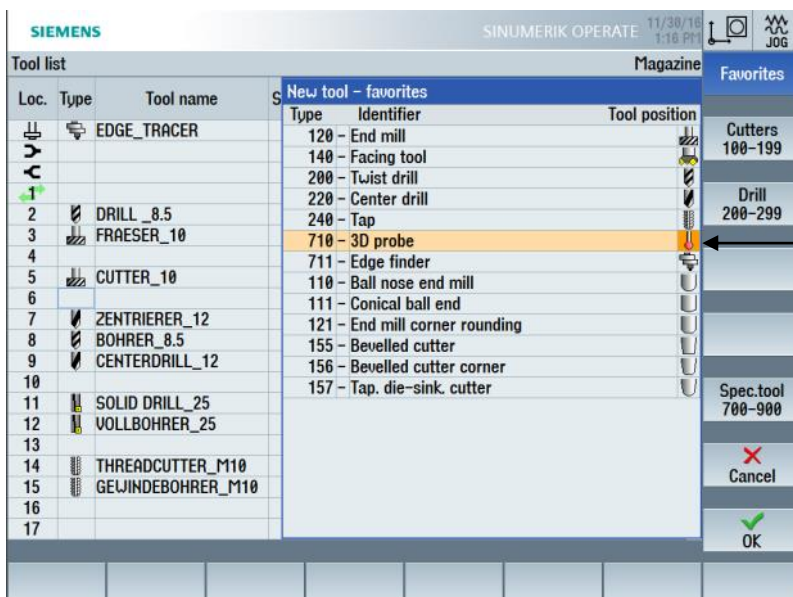 SIEMENS
SINUMERIK OPERATE 11/30/16
1:16 PM
JOG
Tool list Magazine
Loc. Type Tool name S
EDGE_TRACER
1
2 DRILL _8.5
3 FRAESER_10
4
5 CUTTER_10
6
7 ZENTRIERER_12
8 BOHRER_8.5
9 CENTERDRILL_12
10
11 SOLID DRILL_25
12 VOLLBOHRER_25
13
14 THREADCUTTER_M10
15 GEWINDEBOHRER_M10
16
17
New tool – favorites
Type Identifier Tool position
120 – End mill
140 – Facing tool
200 – Twist drill
220 – Center drill
240 – Tap
710 – 3D probe
711 – Edge finder
110 – Ball nose end mill
111 – Conical ball end
121 – End mill corner rounding
155 – Bevelled cutter
156 – Bevelled cutter corner
157 – Tap. die-sink. cutter
Favorites
Cutters
100-199
Drill
200-299
Spec.tool
700-900
Cancel
OK